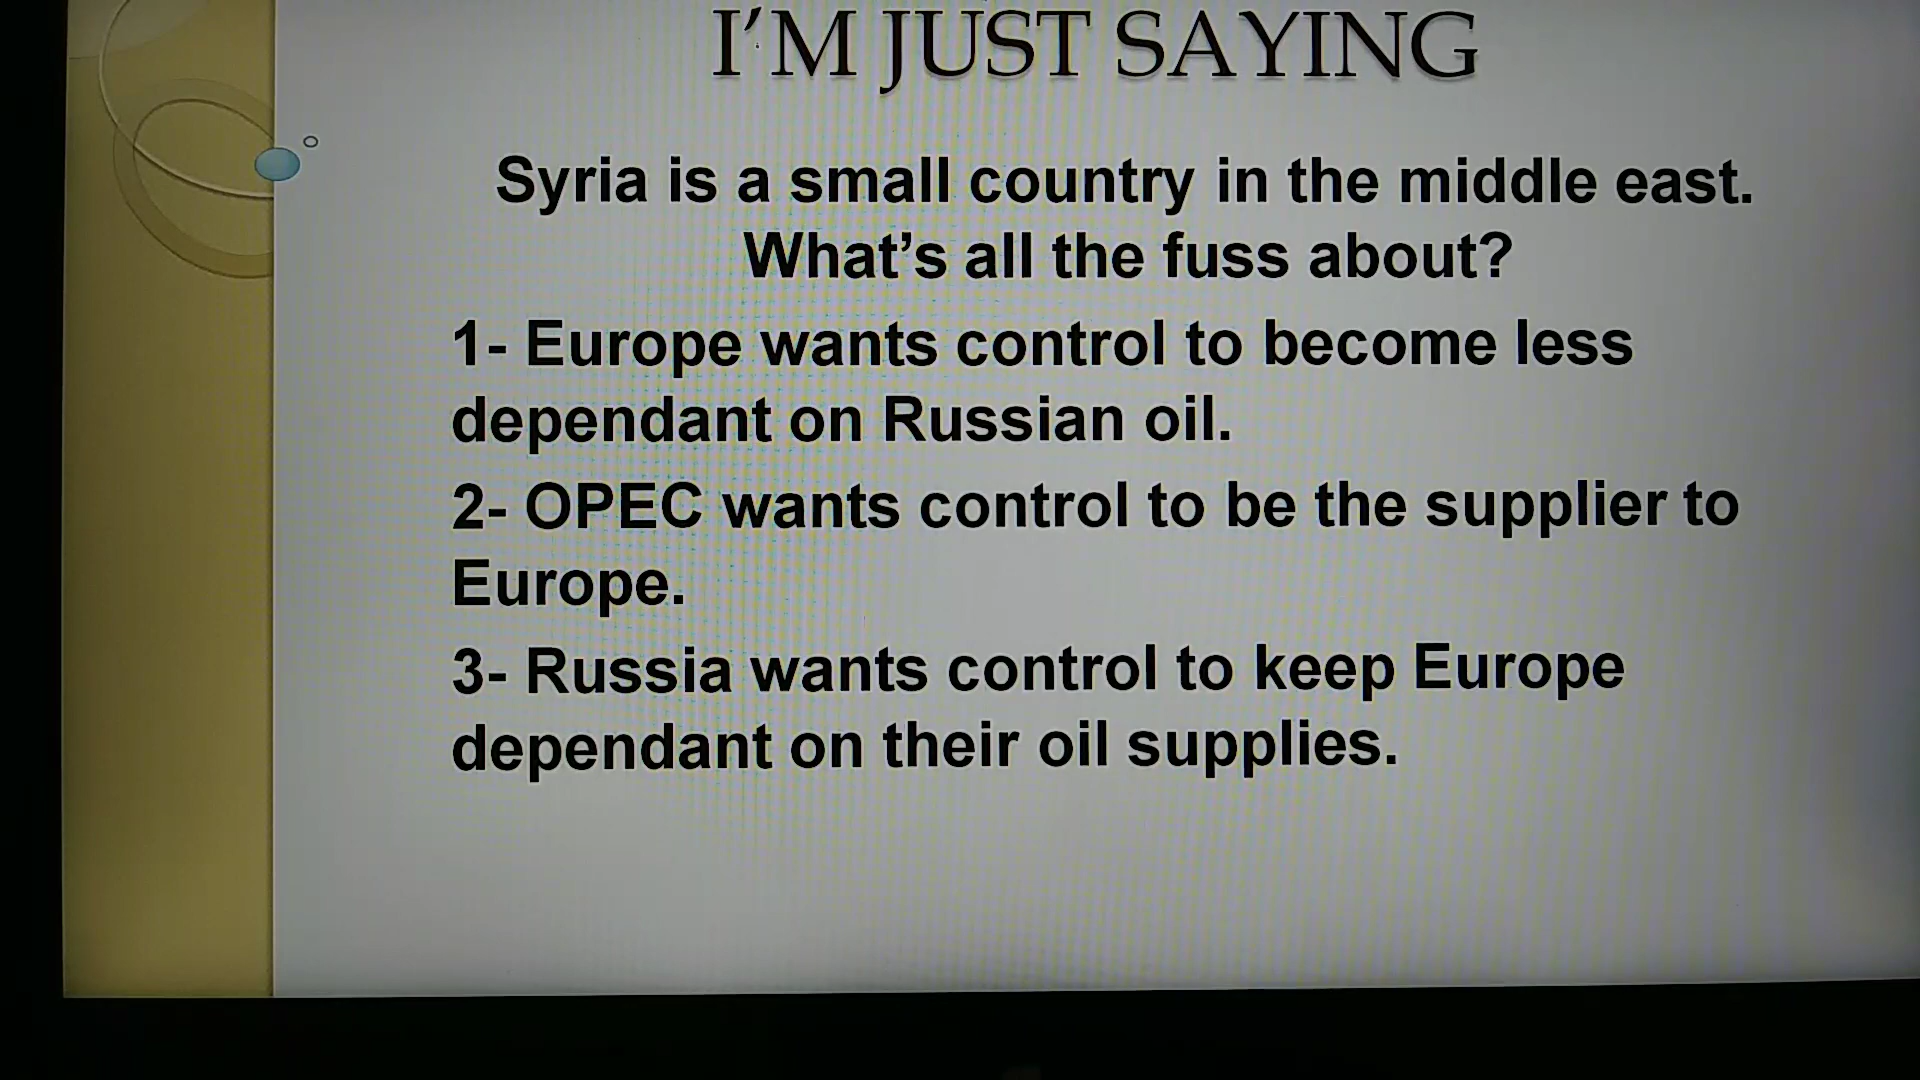 I'M JUST SAYING
Syria is a small country in the middle east.
What's all the fuss about?
1- Europe wants control to become less
dependant on Russian oil.
2- OPEC wants control to be the supplier to
Europe.
3- Russia wants control to keep Europe
dependant on their oil supplies.